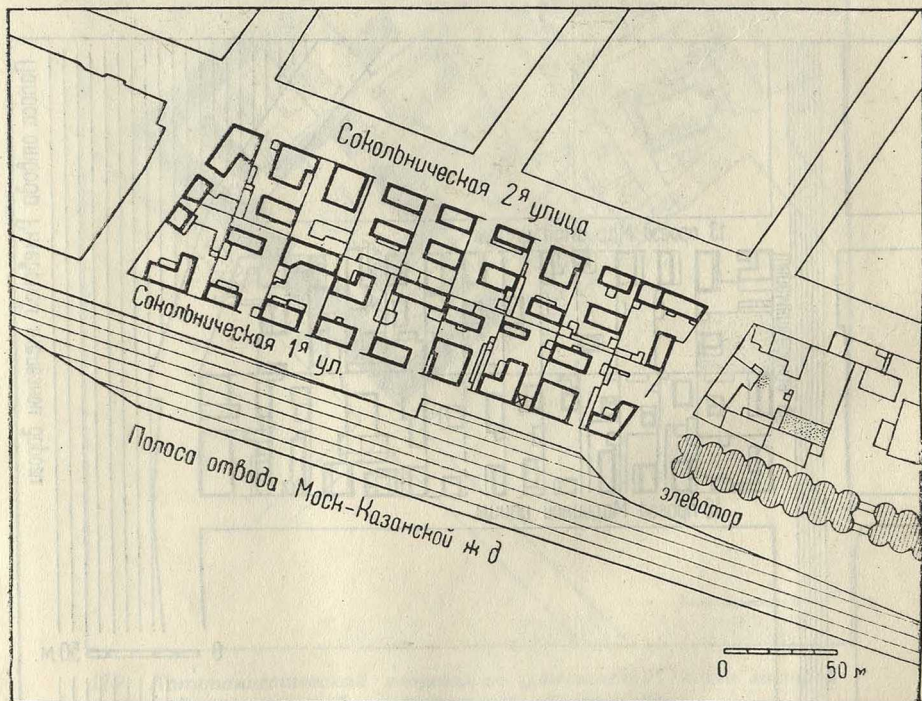 Сокольническая 2я улица
Сокольническая 1я ул.
Полоса отвода Моск-Казанской ж д
элеватор
0 50 м